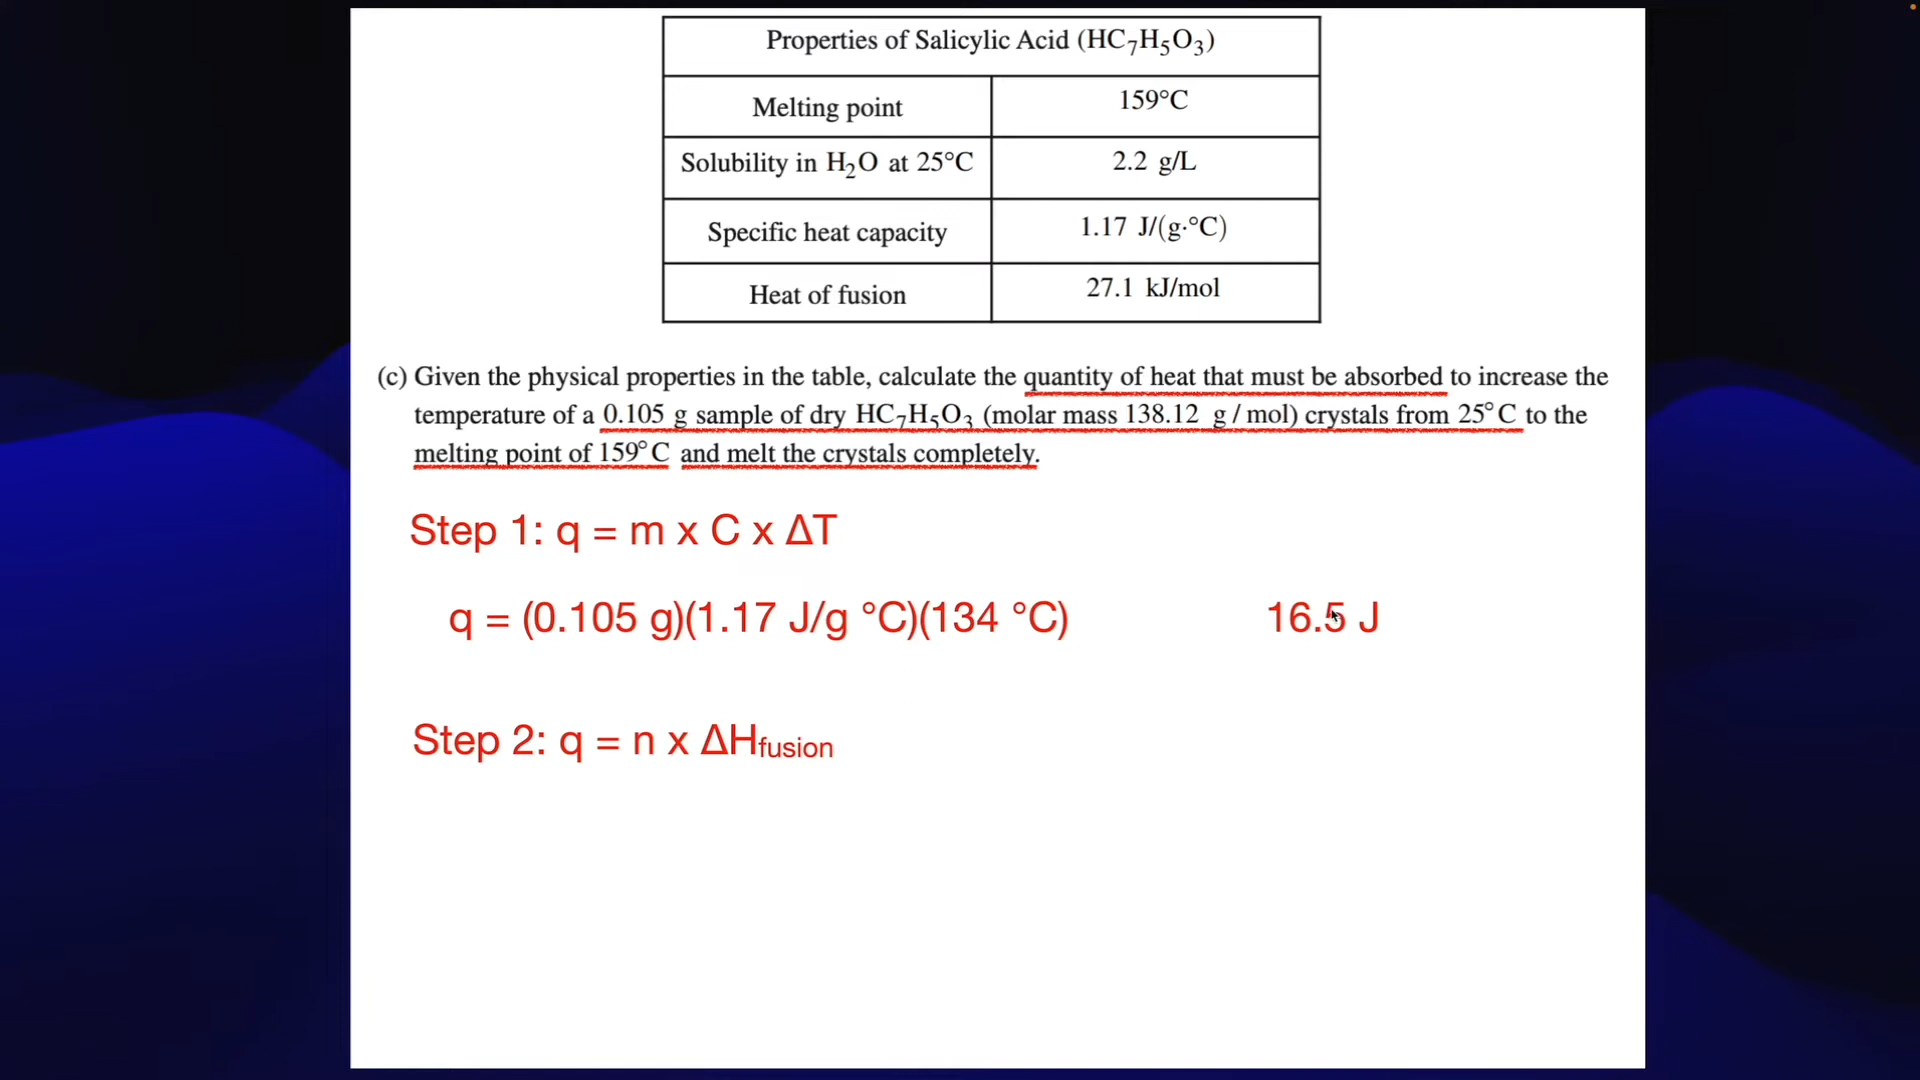 Properties of Salicylic Acid (HC₇H₅O₃)
Melting point 159°C
Solubility in H₂O at 25°C 2.2 g/L
Specific heat capacity 1.17 J/(g·°C)
Heat of fusion 27.1 kJ/mol
(c) Given the physical properties in the table, calculate the quantity of heat that must be absorbed to increase the
temperature of a 0.105 g sample of dry HC₇H₅O₃ (molar mass 138.12 g / mol) crystals from 25°C to the
melting point of 159°C and melt the crystals completely.
Step 1: q = m x C x ΔT
q = (0.105 g)(1.17 J/g °C)(134 °C) 16.5 J
Step 2: q = n x ΔHfusion